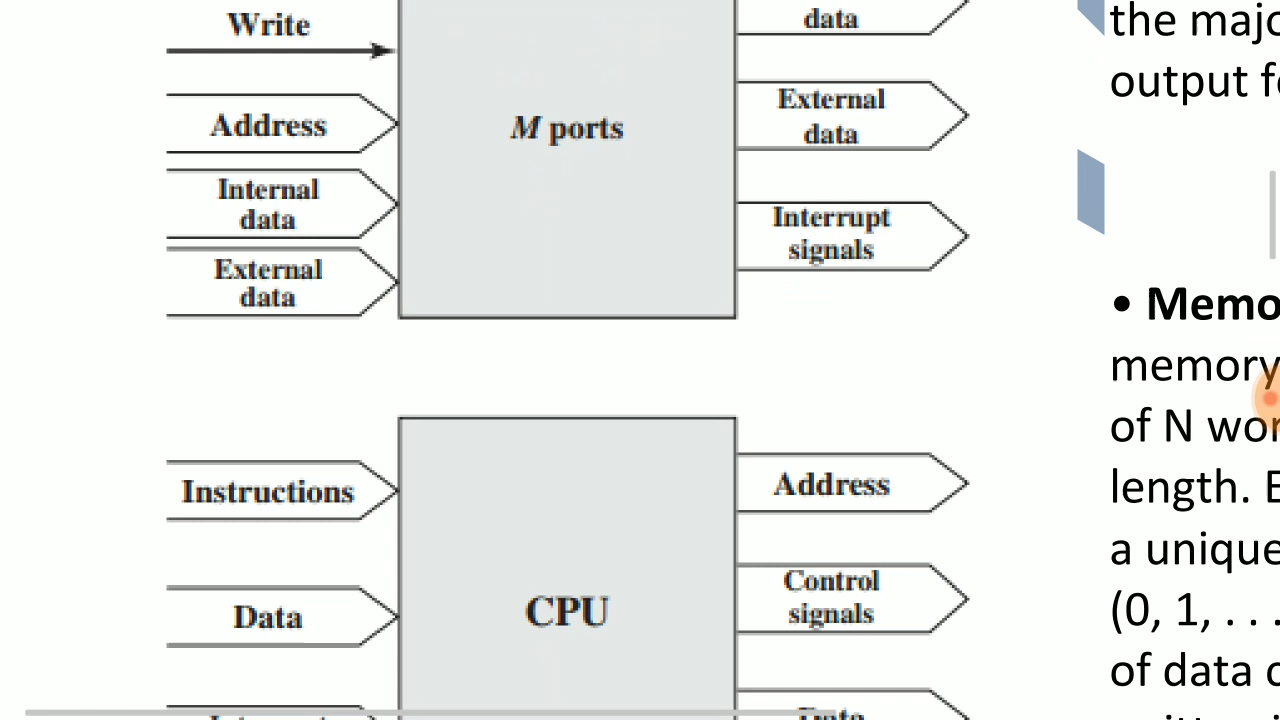 Write
Address
Internal
data
External
data
M ports
data
External
data
Interrupt
signals
Instructions
Data
CPU
Address
Control
signals
Data
the majo
output fo
• Memo
memory
of N wor
length. E
a unique
(0, 1, . . .
of data o